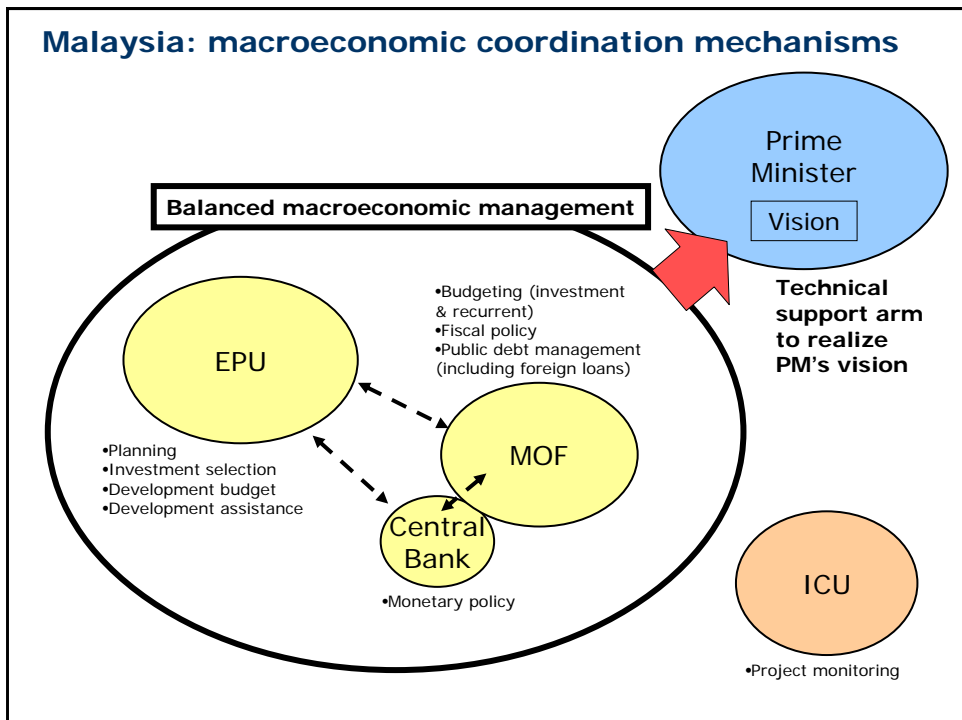 Malaysia: macroeconomic coordination mechanisms
Prime
Minister
Vision
Balanced macroeconomic management
Technical
support arm
to realize
PM's vision
•Budgeting (investment
& recurrent)
•Fiscal policy
•Public debt management
(including foreign loans)
EPU
•Planning
•Investment selection
•Development budget
•Development assistance
MOF
Central
Bank
•Monetary policy
ICU
•Project monitoring